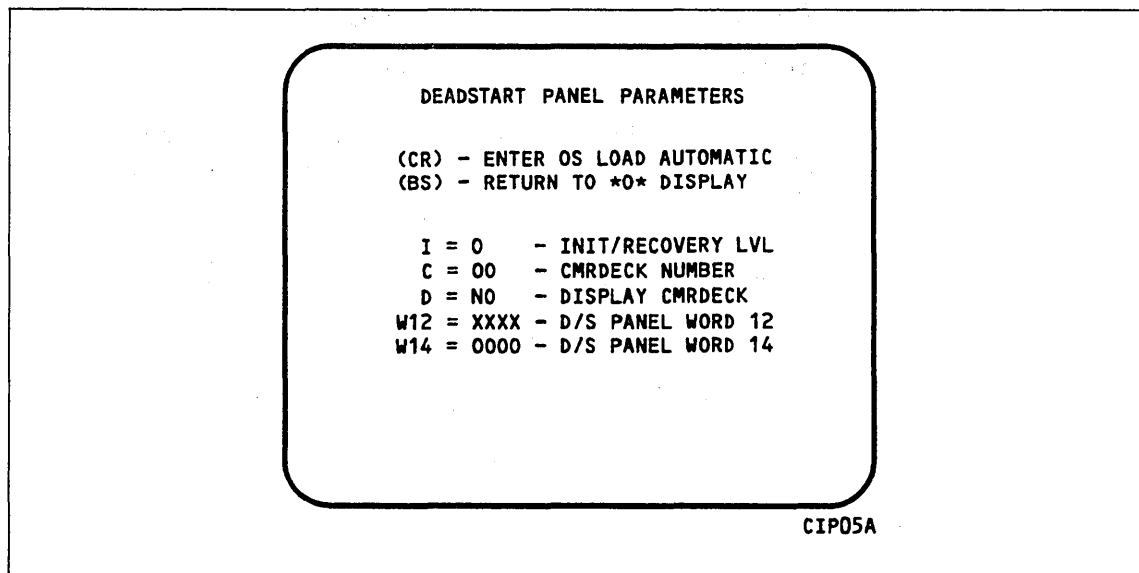 DEADSTART PANEL PARAMETERS
(CR) - ENTER OS LOAD AUTOMATIC
(BS) - RETURN TO *O* DISPLAY
I = 0 - INIT/RECOVERY LVL
C = 00 - CMRDECK NUMBER
D = NO - DISPLAY CMRDECK
W12 = XXXX - D/S PANEL WORD 12
W14 = 0000 - D/S PANEL WORD 14
CIP05A